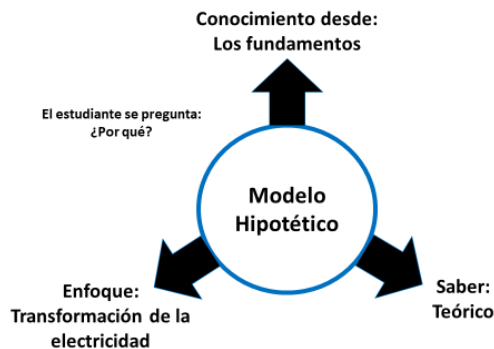 Conocimiento desde:
Los fundamentos
El estudiante se pregunta:
¿Por qué?
Modelo
Hipotético
Enfoque:
Transformación de la
electricidad
Saber:
Teórico